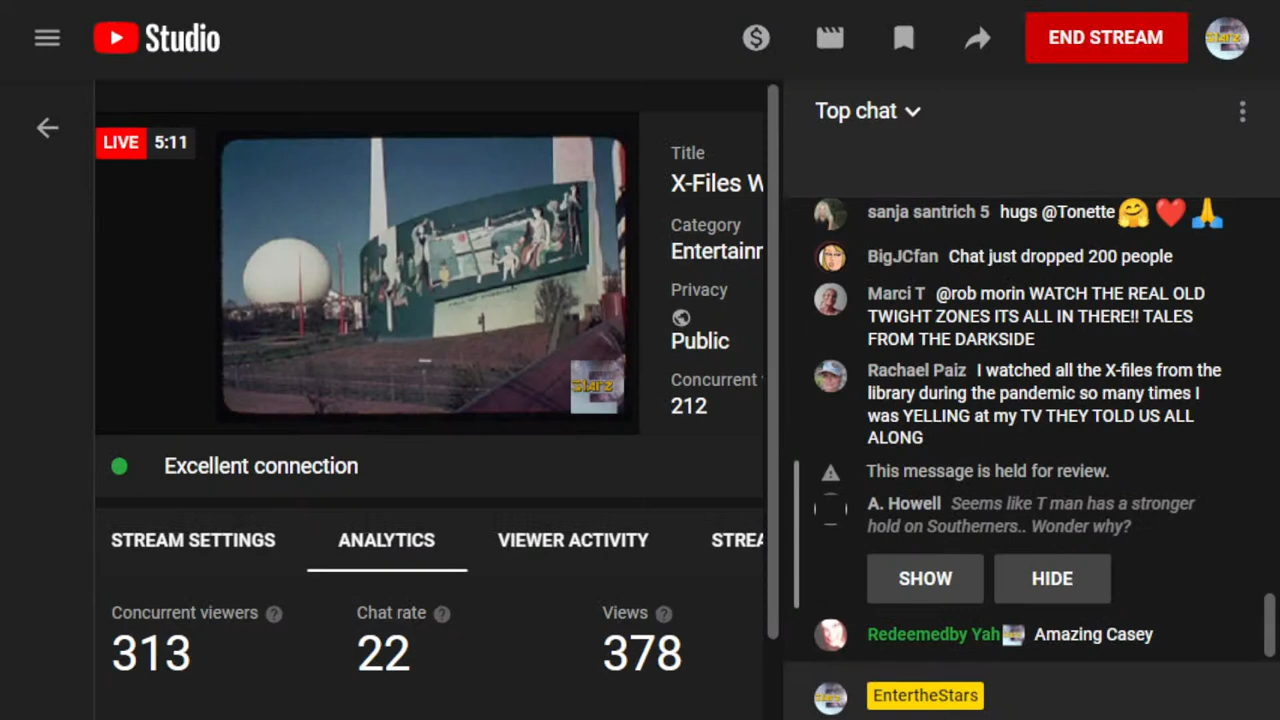 Studio
END STREAM
LIVE 5:11
Title
X-Files W
Category
Entertainr
Privacy
Public
Concurrent
212
Starz
Excellent connection
STREAM SETTINGS
ANALYTICS
VIEWER ACTIVITY
STREA
Concurrent viewers
313
Chat rate
22
Views
378
Top chat
sanja santrich 5 hugs @Tonette🤗❤️🙏
BigJCfan Chat just dropped 200 people
Marci T @rob morin WATCH THE REAL OLD
TWIGHT ZONES ITS ALL IN THERE!! TALES
FROM THE DARKSIDE
Rachael Paiz I watched all the X-files from the
library during the pandemic so many times I
was YELLING at my TV THEY TOLD US ALL
ALONG
This message is held for review.
A. Howell Seems like T man has a stronger
hold on Southerners.. Wonder why?
SHOW
HIDE
Redeemedby Yah Amazing Casey
EntertheStars